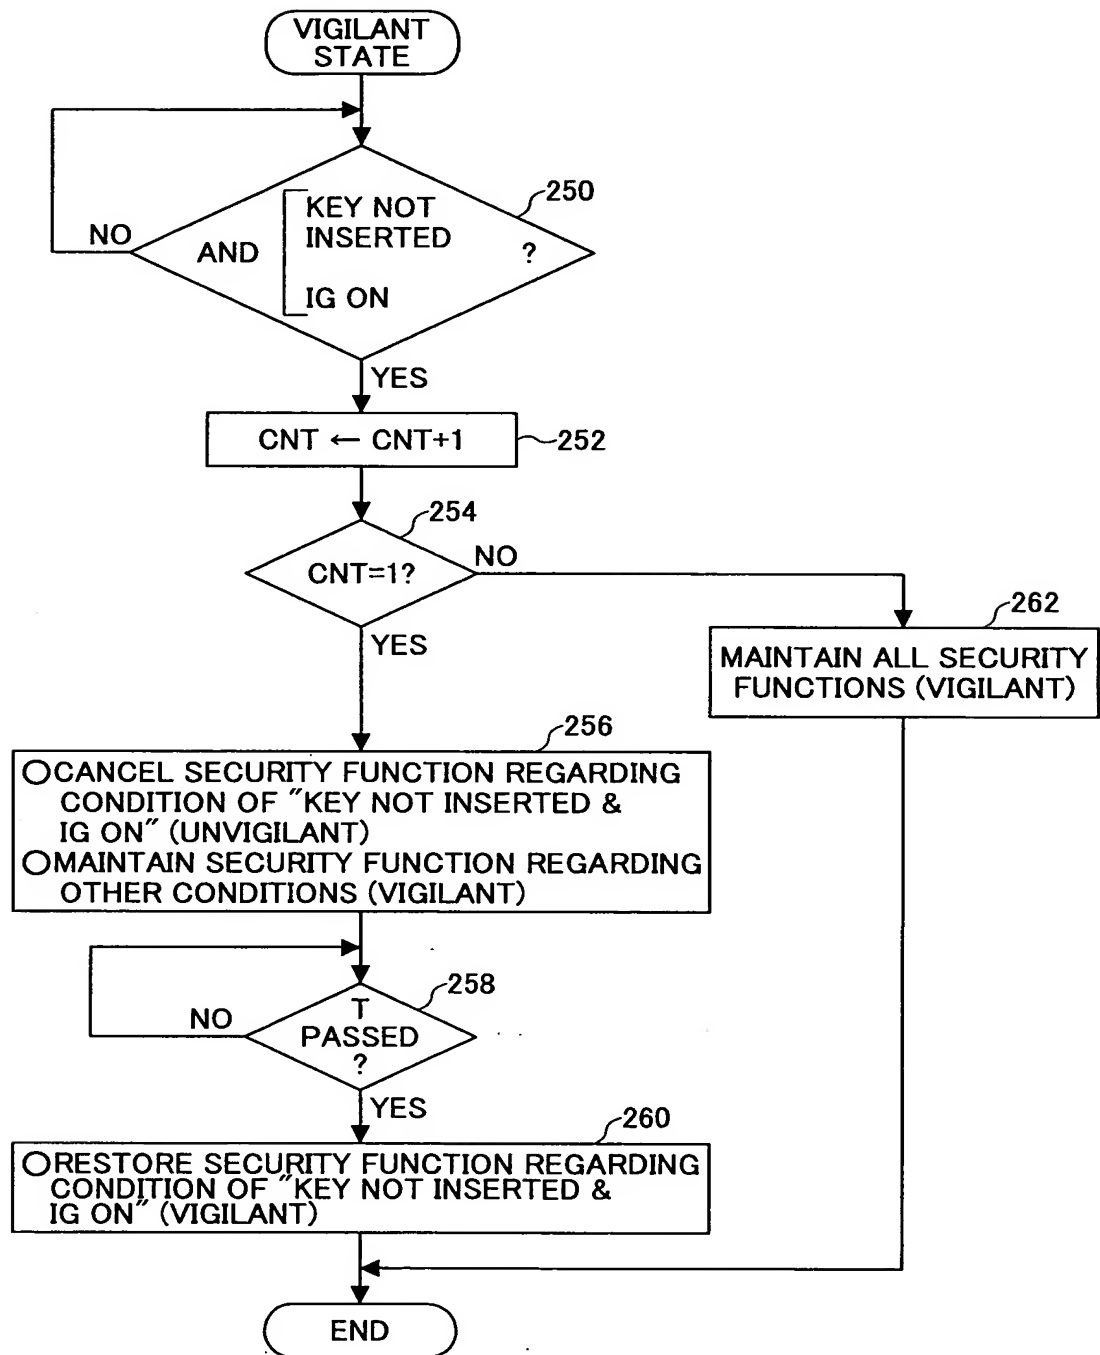 VIGILANT
STATE
250
KEY NOT
INSERTED
NO
AND
?
IG ON
YES
CNT ← CNT+1
252
254
CNT=1?
NO
YES
262
MAINTAIN ALL SECURITY
FUNCTIONS (VIGILANT)
256
○CANCEL SECURITY FUNCTION REGARDING
CONDITION OF "KEY NOT INSERTED &
IG ON" (UNVIGILANT)
○MAINTAIN SECURITY FUNCTION REGARDING
OTHER CONDITIONS (VIGILANT)
258
NO
T
PASSED
?
YES
260
○RESTORE SECURITY FUNCTION REGARDING
CONDITION OF "KEY NOT INSERTED &
IG ON" (VIGILANT)
END